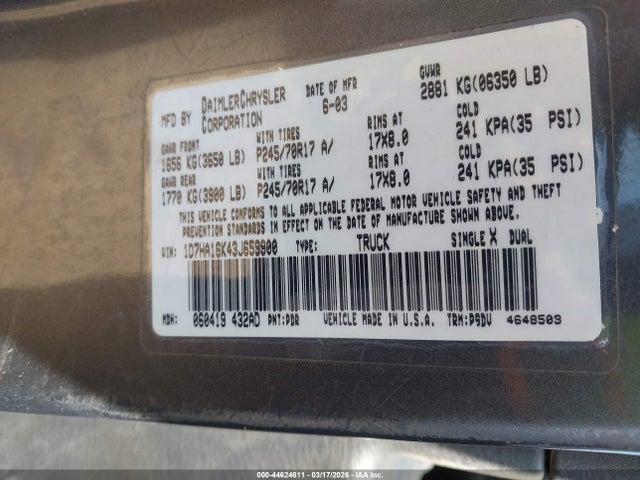 MFD BY DAIMLERCHRYSLER CORPORATION DATE OF MFR 6-03 GVWR 2881 KG(06350 LB)
GAWR FRONT WITH TIRES RIMS AT COLD
1656 KG(3650 LB) P245/70R17 A/ 17X8.0 241 KPA(35 PSI)
GAWR REAR WITH TIRES RIMS AT COLD
1770 KG(3900 LB) P245/70R17 A/ 17X8.0 241 KPA(35 PSI)
THIS VEHICLE CONFORMS TO ALL APPLICABLE FEDERAL MOTOR VEHICLE SAFETY AND THEFT
PREVENTION STANDARDS IN EFFECT ON THE DATE OF MANUFACTURE SHOWN ABOVE.
VIN: 1D7HA16K43J653900 TYPE: TRUCK SINGLE X DUAL
MDH: 060419 432AD PNT:PDR VEHICLE MADE IN U.S.A. TRM:P9DV 4648503
000-44624611 - 03/17/2026 - IAA Inc.